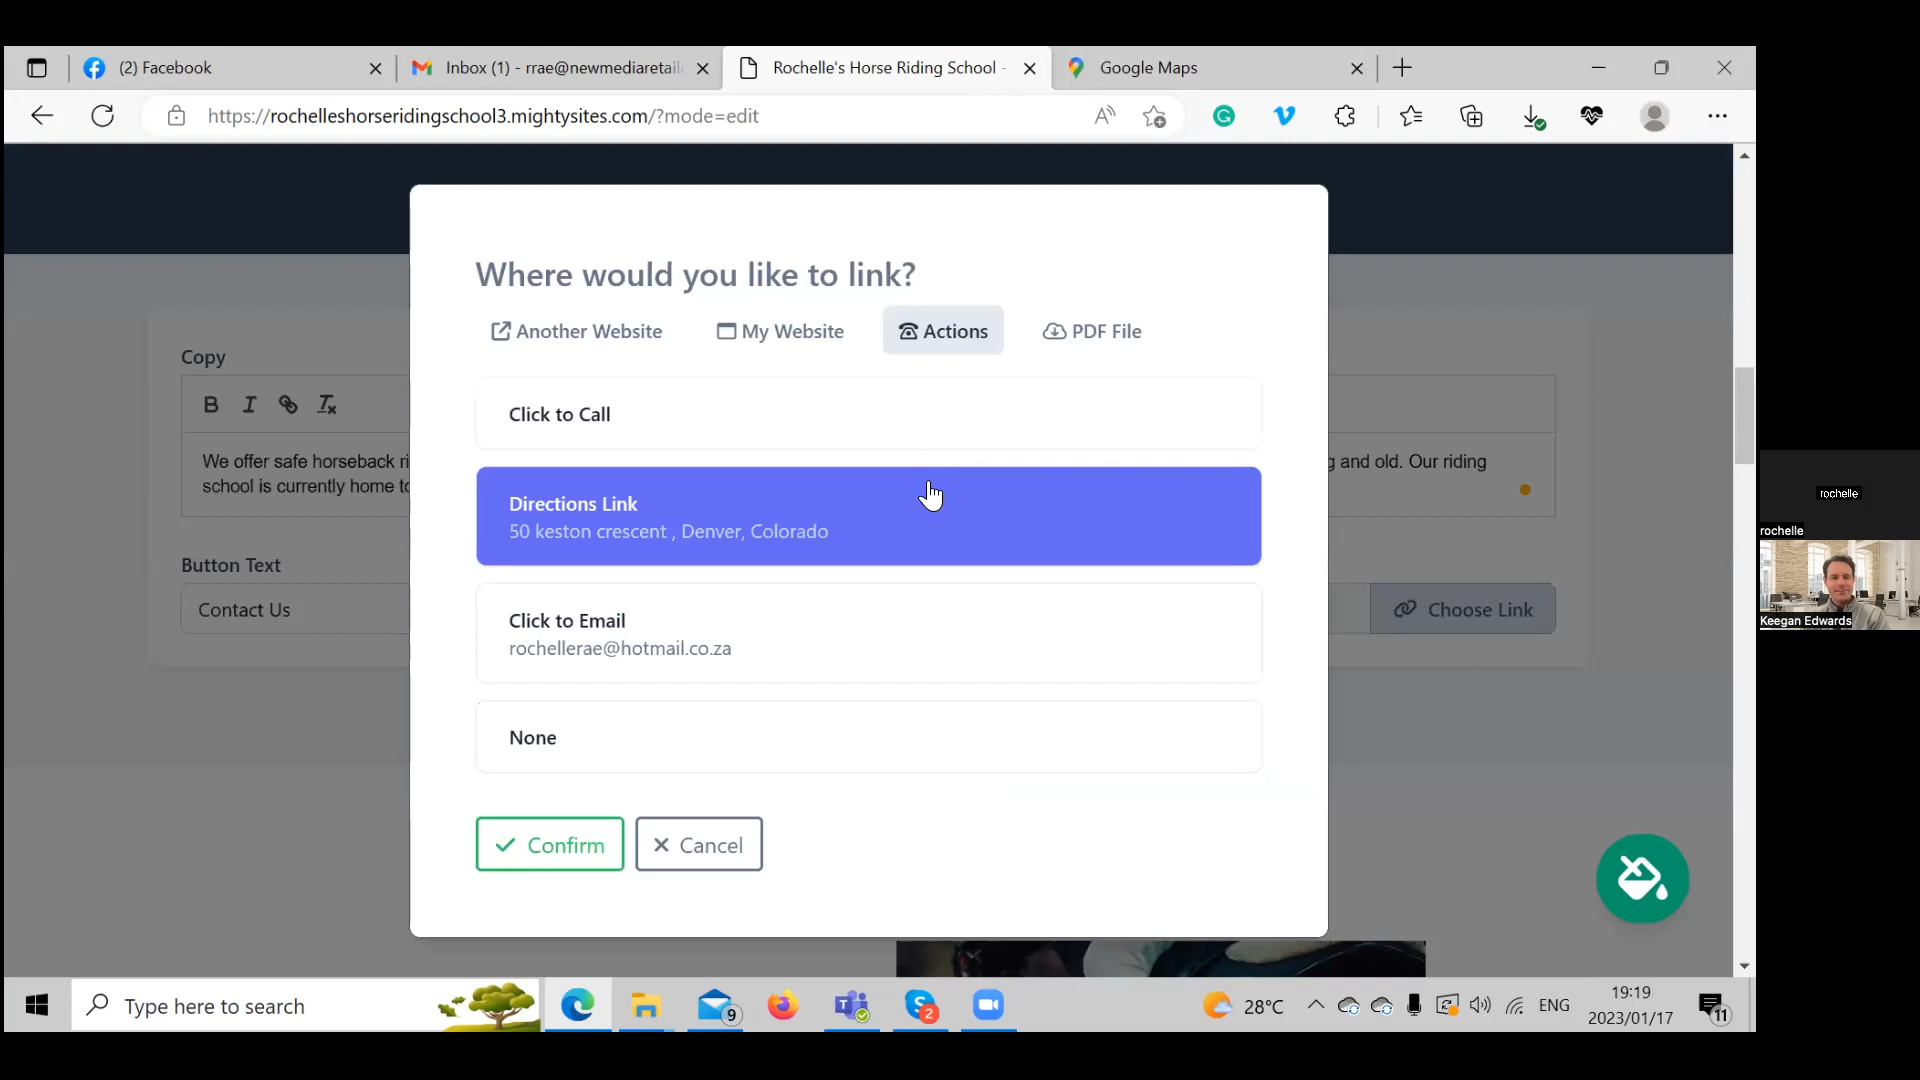 (2) Facebook
Inbox (1) - rrae@newmediaretail
Rochelle's Horse Riding School -
Google Maps
https://rochelleshorseridingschool3.mightysites.com/?mode=edit
Where would you like to link?
Another Website
My Website
Actions
PDF File
Copy
B I
Click to Call
We offer safe horseback ri
g and old. Our riding
school is currently home to
Directions Link
50 keston crescent , Denver, Colorado
Button Text
Contact Us
Choose Link
Click to Email
rochellerae@hotmail.co.za
None
Confirm
Cancel
rochelle
rochelle
Keegan Edwards
Type here to search
9
2
28°C
ENG
19:19
2023/01/17
11